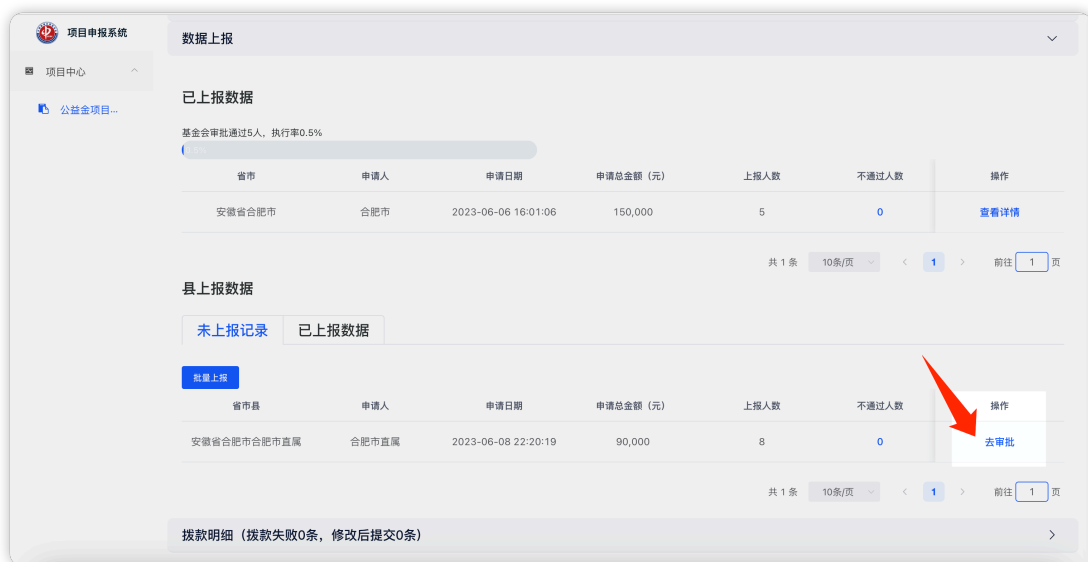 项目申报系统
数据上报
项目中心
公益金项目...
已上报数据
基金会审批通过5人，执行率0.5%
省市 申请人 申请日期 申请总金额（元） 上报人数 不通过人数 操作
安徽省合肥市 合肥市 2023-06-06 16:01:06 150,000 5 0 查看详情
共 1 条 10条/页 1 前往 1 页
县上报数据
未上报记录 已上报数据
批量上报
省市县 申请人 申请日期 申请总金额（元） 上报人数 不通过人数 操作
安徽省合肥市合肥市直属 合肥市直属 2023-06-08 22:20:19 90,000 8 0 去审批
共 1 条 10条/页 1 前往 1 页
拨款明细（拨款失败0条，修改后提交0条）